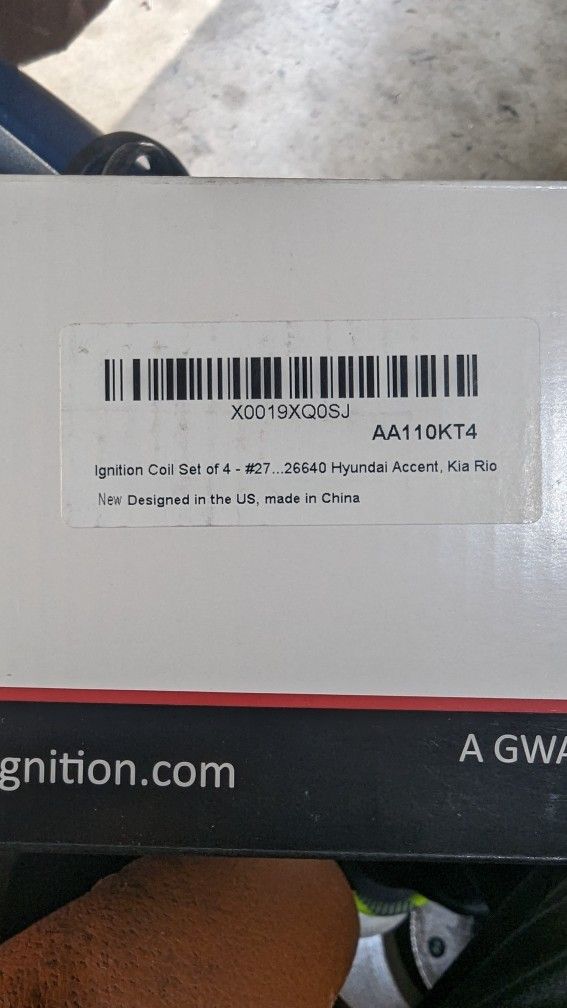 X0019XQ0SJ
AA110KT4
Ignition Coil Set of 4 - #27...26640 Hyundai Accent, Kia Rio
New Designed in the US, made in China
gnition.com
A GWA